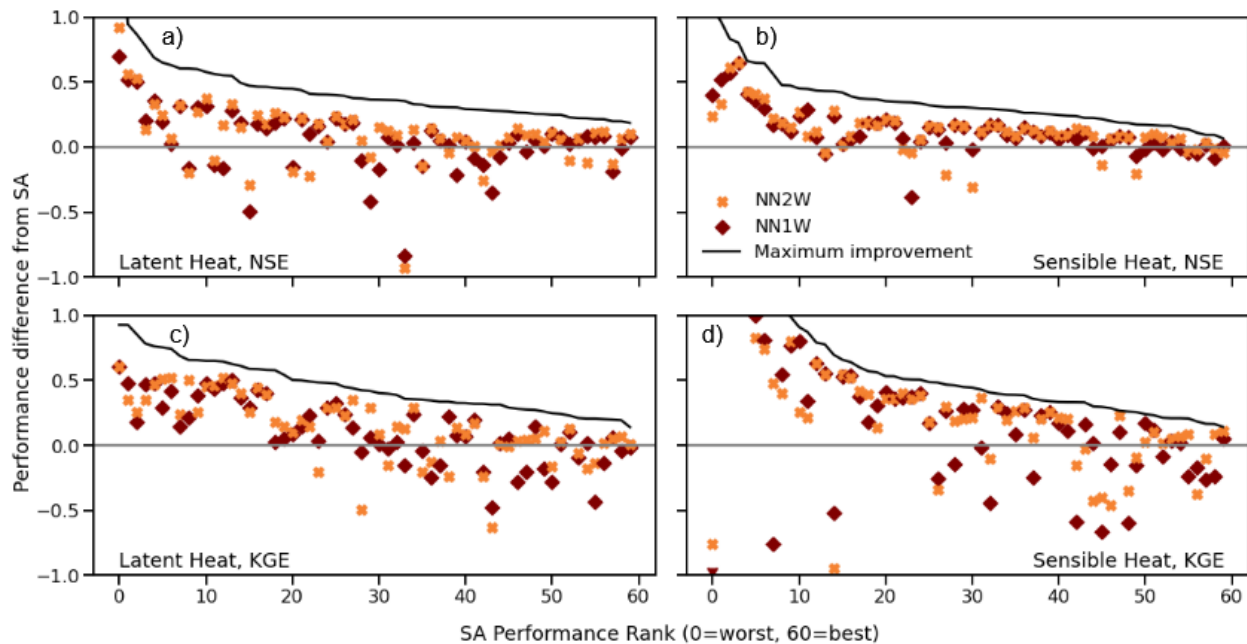 a)
b)
1.0
0.5
0.0
−0.5
−1.0
NN2W
NN1W
Maximum improvement
Latent Heat, NSE
Sensible Heat, NSE
Performance difference from SA
c)
d)
1.0
0.5
0.0
−0.5
−1.0
Latent Heat, KGE
Sensible Heat, KGE
0 10 20 30 40 50 60 0 10 20 30 40 50 60
SA Performance Rank (0=worst, 60=best)